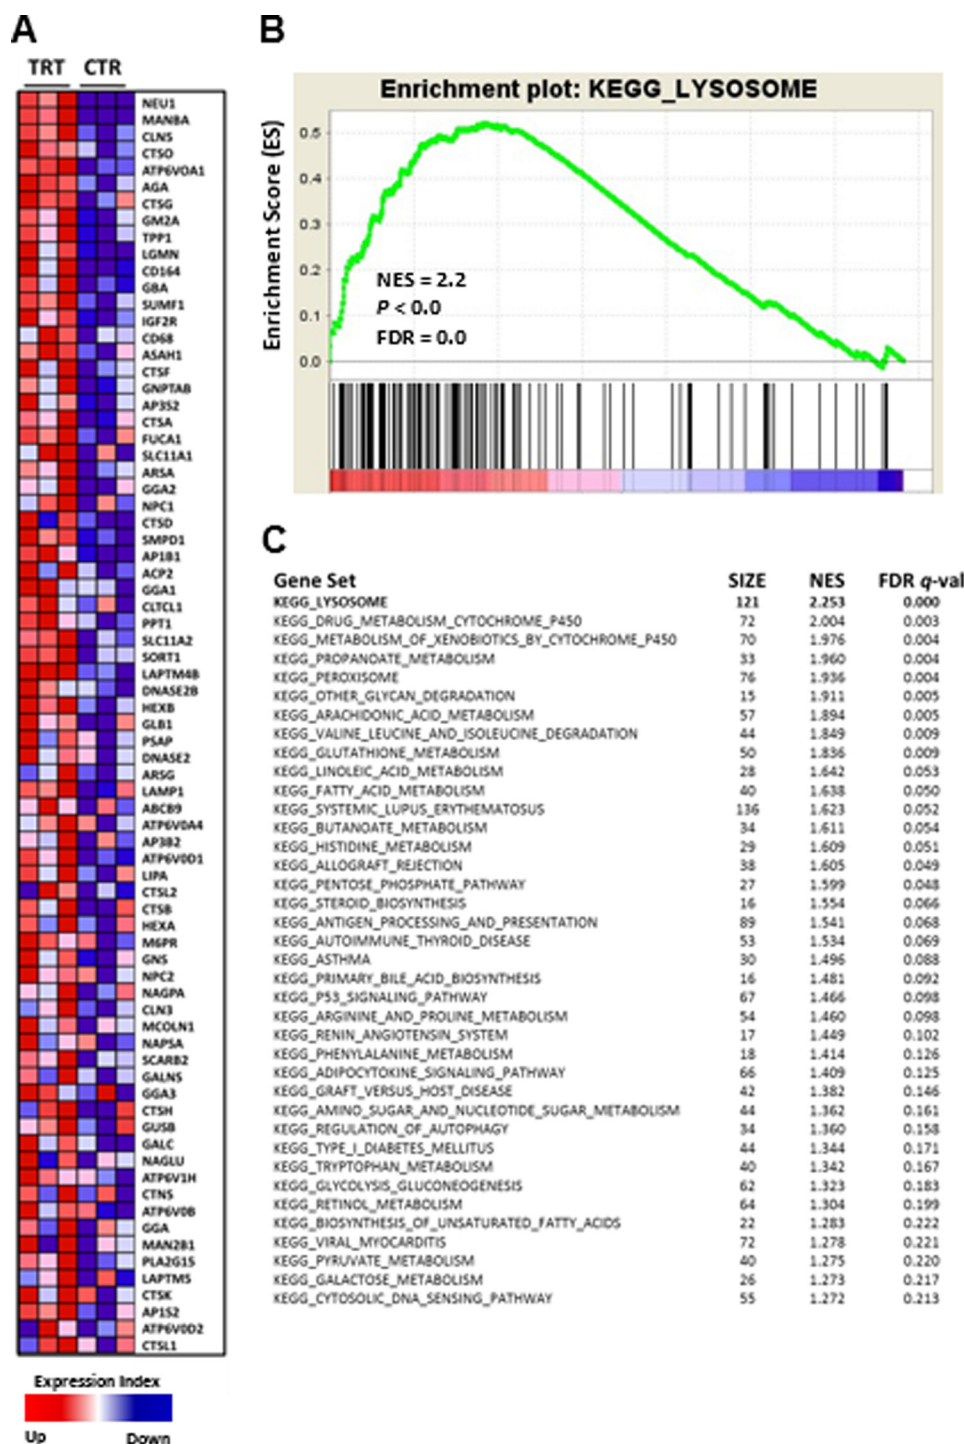 A
TRT CTR
NEU1
MANBA
CLN5
CTSO
ATP6VOA1
AGA
CTSG
GM2A
TPP1
LGMN
CD164
GBA
SUMF1
IGF2R
CD68
ASAH1
CTSF
GNPTAB
AP3S2
CTSA
FUCA1
SLC11A1
ARSA
GGA2
NPC1
CTSD
SMPD1
AP1B1
ACP2
GGA1
CLTCL1
PPT1
SLC11A2
SORT1
LAPTM4B
DNASE2B
HEXB
GLB1
PSAP
DNASE2
ARSG
LAMP1
ABCB9
ATP6V0A4
AP3B2
ATP6V0D1
LIPA
CTSL2
CTSB
HEXA
M6PR
GNS
NPC2
NAGPA
CLN3
MCOLN1
NAPSA
SCARB2
GALNS
GGA3
CTSH
GUSB
GALC
NAGLU
ATP6V1H
CTNS
ATP6V0B
GGA
MAN2B1
PLA2G15
LAPTM5
CTSK
AP1S2
ATP6V0D2
CTSL1
Expression Index
Up Down
B
Enrichment plot: KEGG_LYSOSOME
Enrichment Score (ES)
0.5
0.4
0.3
0.2
0.1
0.0
NES = 2.2
P < 0.0
FDR = 0.0
C
Gene Set SIZE NES FDR q-val
KEGG_LYSOSOME 121 2.253 0.000
KEGG_DRUG_METABOLISM_CYTOCHROME_P450 72 2.004 0.003
KEGG_METABOLISM_OF_XENOBIOTICS_BY_CYTOCHROME_P450 70 1.976 0.004
KEGG_PROPANOATE_METABOLISM 33 1.960 0.004
KEGG_PEROXISOME 76 1.936 0.004
KEGG_OTHER_GLYCAN_DEGRADATION 15 1.911 0.005
KEGG_ARACHIDONIC_ACID_METABOLISM 57 1.894 0.005
KEGG_VALINE_LEUCINE_AND_ISOLEUCINE_DEGRADATION 44 1.849 0.009
KEGG_GLUTATHIONE_METABOLISM 50 1.836 0.009
KEGG_LINOLEIC_ACID_METABOLISM 28 1.642 0.053
KEGG_FATTY_ACID_METABOLISM 40 1.638 0.050
KEGG_SYSTEMIC_LUPUS_ERYTHEMATOSUS 136 1.623 0.052
KEGG_BUTANOATE_METABOLISM 34 1.611 0.054
KEGG_HISTIDINE_METABOLISM 29 1.609 0.051
KEGG_ALLOGRAFT_REJECTION 38 1.605 0.049
KEGG_PENTOSE_PHOSPHATE_PATHWAY 27 1.599 0.048
KEGG_STEROID_BIOSYNTHESIS 16 1.554 0.066
KEGG_ANTIGEN_PROCESSING_AND_PRESENTATION 89 1.541 0.068
KEGG_AUTOIMMUNE_THYROID_DISEASE 53 1.534 0.069
KEGG_ASTHMA 30 1.496 0.088
KEGG_PRIMARY_BILE_ACID_BIOSYNTHESIS 16 1.481 0.092
KEGG_P53_SIGNALING_PATHWAY 67 1.466 0.098
KEGG_ARGININE_AND_PROLINE_METABOLISM 54 1.460 0.098
KEGG_RENIN_ANGIOTENSIN_SYSTEM 17 1.449 0.102
KEGG_PHENYLALANINE_METABOLISM 18 1.414 0.126
KEGG_ADIPOCYTOKINE_SIGNALING_PATHWAY 66 1.409 0.125
KEGG_GRAFT_VERSUS_HOST_DISEASE 42 1.382 0.146
KEGG_AMINO_SUGAR_AND_NUCLEOTIDE_SUGAR_METABOLISM 44 1.362 0.161
KEGG_REGULATION_OF_AUTOPHAGY 34 1.360 0.158
KEGG_TYPE_I_DIABETES_MELLITUS 44 1.344 0.171
KEGG_TRYPTOPHAN_METABOLISM 40 1.342 0.167
KEGG_GLYCOLYSIS_GLUCONEOGENESIS 62 1.323 0.183
KEGG_RETINOL_METABOLISM 64 1.304 0.199
KEGG_BIOSYNTHESIS_OF_UNSATURATED_FATTY_ACIDS 22 1.283 0.222
KEGG_VIRAL_MYOCARDITIS 72 1.278 0.221
KEGG_PYRUVATE_METABOLISM 40 1.275 0.220
KEGG_GALACTOSE_METABOLISM 26 1.273 0.217
KEGG_CYTOSOLIC_DNA_SENSING_PATHWAY 55 1.272 0.213